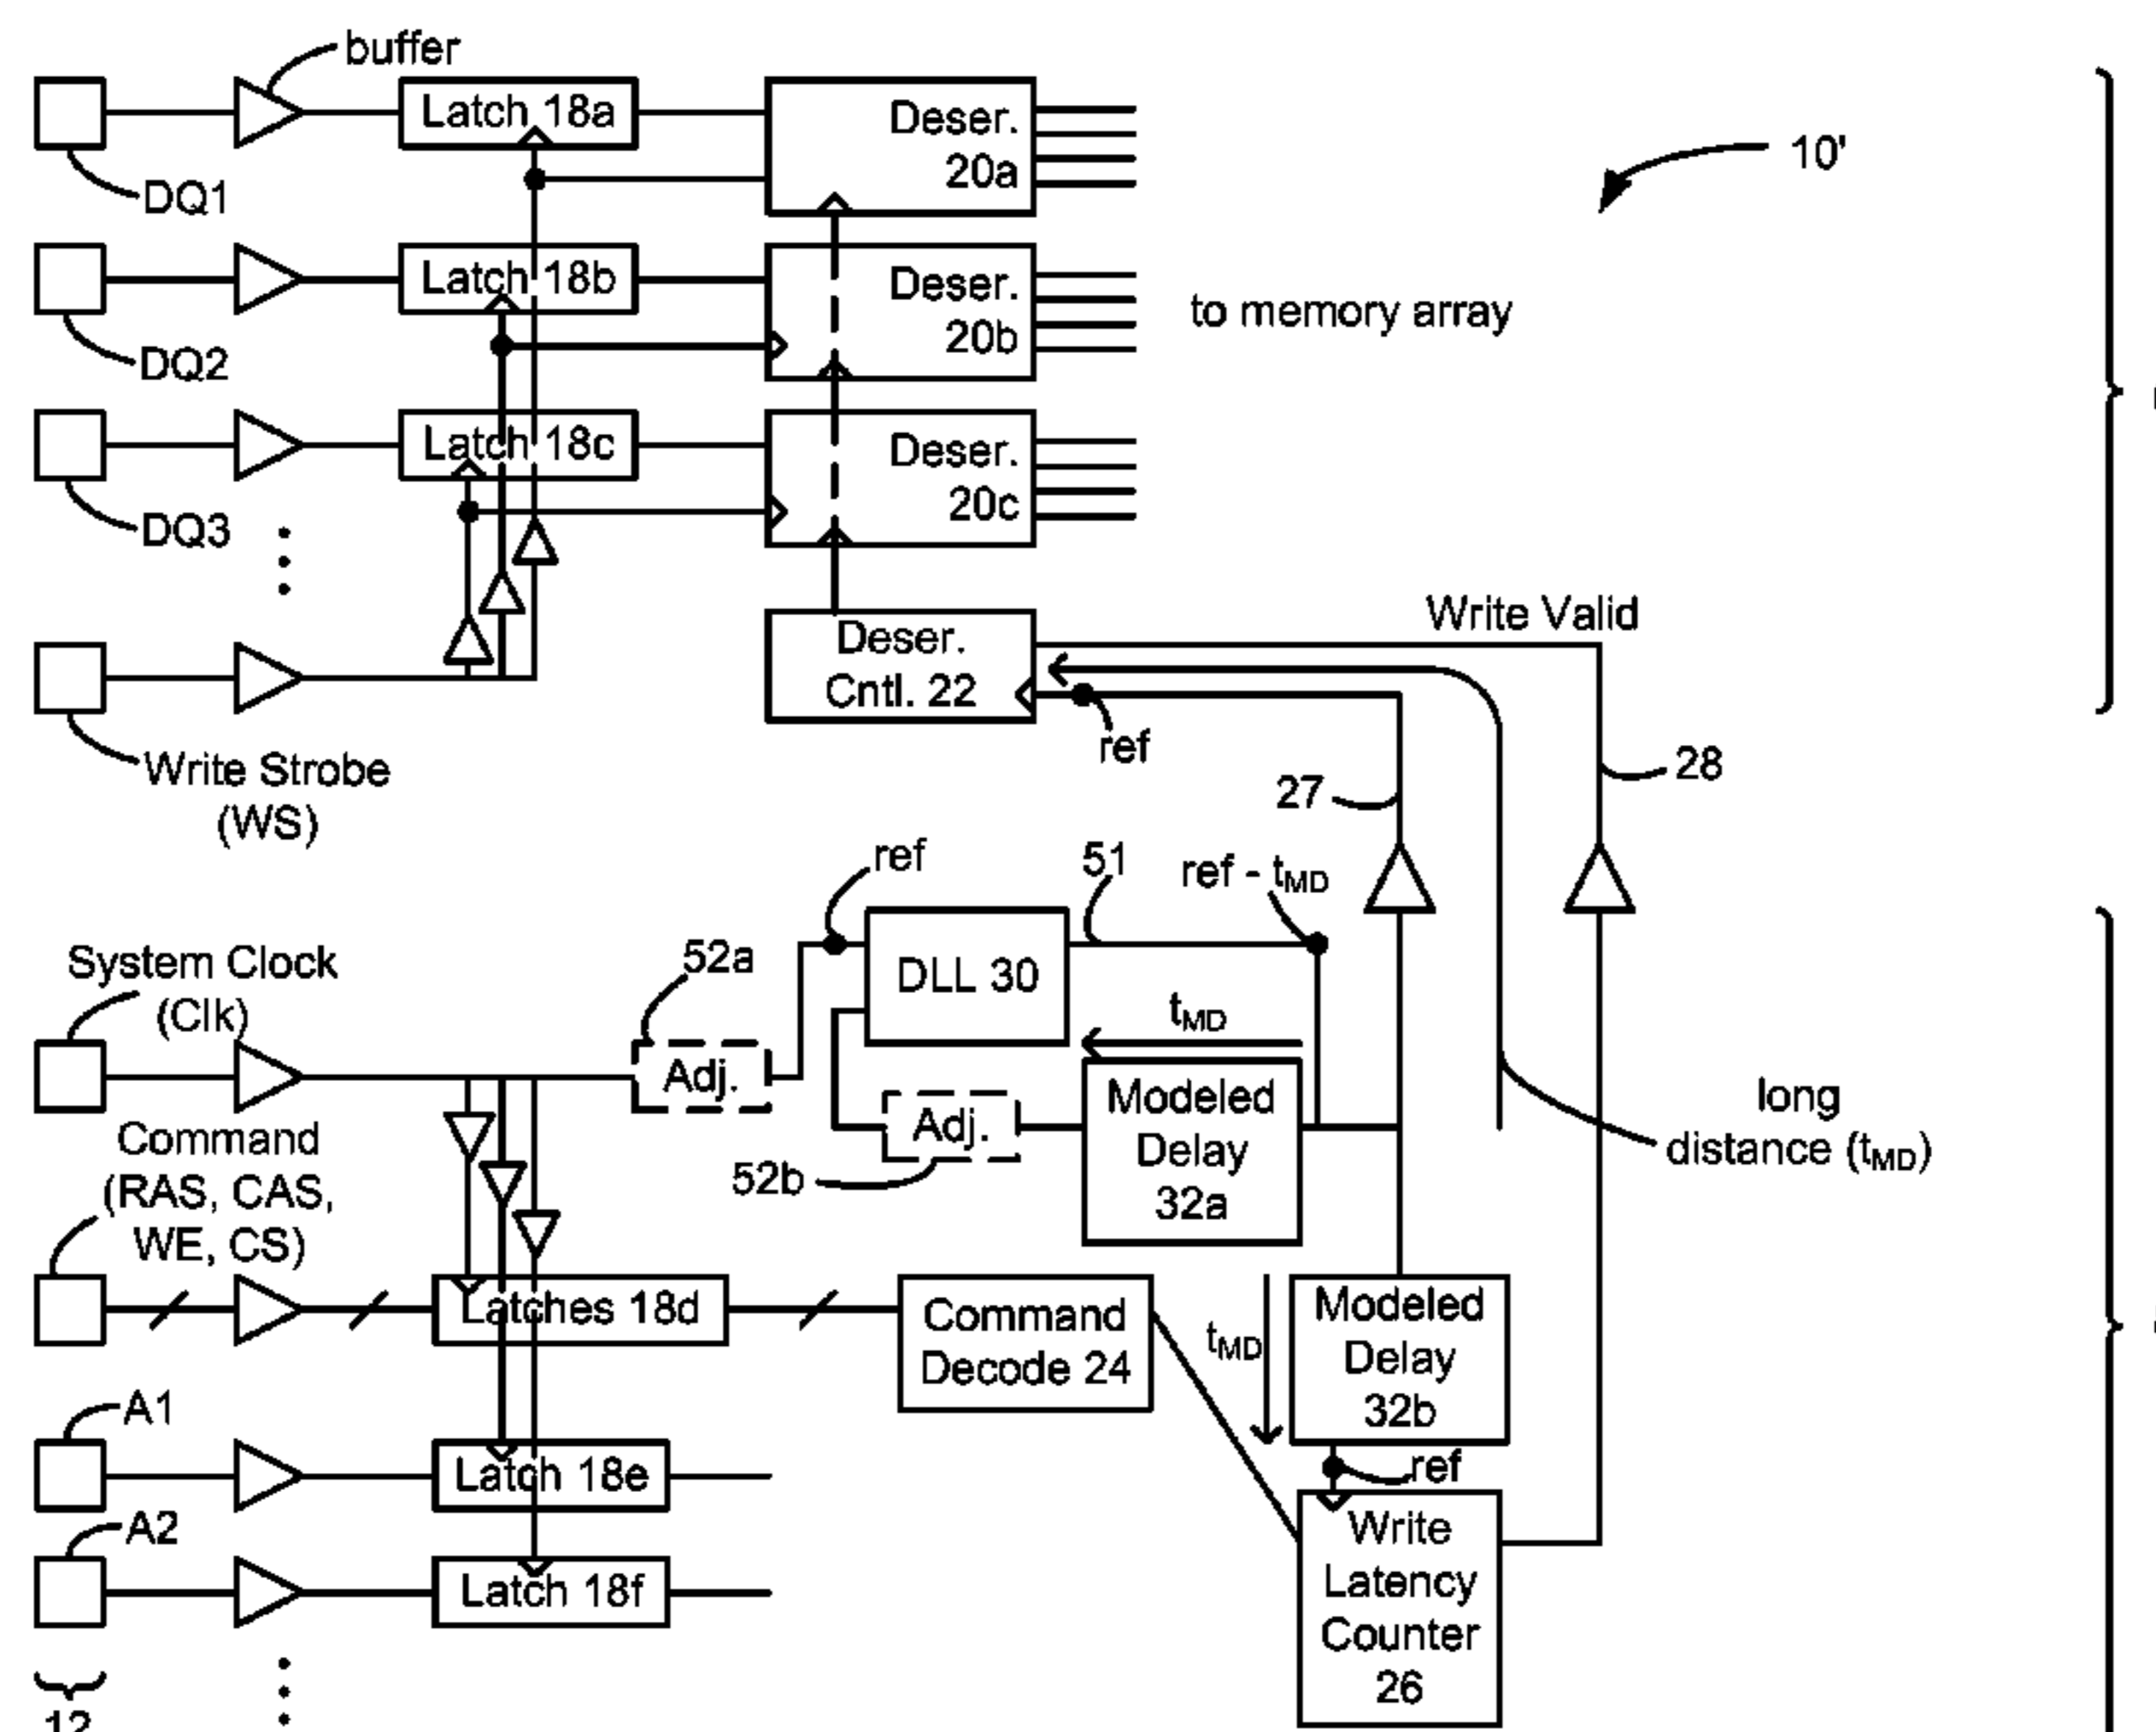 buffer
Latch 18a
Deser.
20a
10'
DQ1
Latch 18b
Deser.
20b
to memory array
DQ2
Latch 18c
Deser.
20c
DQ3
Write Valid
Deser.
Cntl. 22
ref
Write Strobe
(WS)
27
28
ref
51
ref - tMD
System Clock
(Clk)
52a
DLL 30
tMD
Adj.
Modeled
Delay
32a
Adj.
52b
long
distance (tMD)
Command
(RAS, CAS,
WE, CS)
Latches 18d
Command
Decode 24
tMD
Modeled
Delay
32b
A1
Latch 18e
ref
A2
Latch 18f
Write
Latency
Counter
26
12